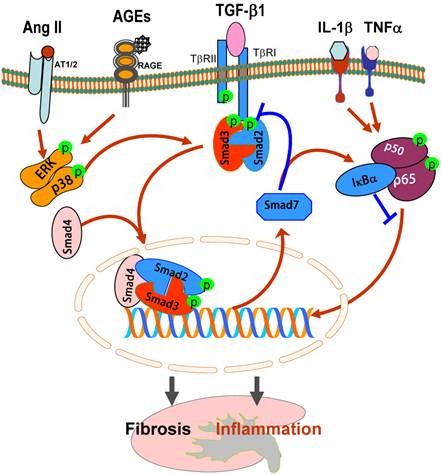 Ang II
AGEs
TGF-β1
IL-1β
TNFα
AT1/2
RAGE
TβRII
TβRI
p
p
p
p
p
p
ERK
p38
p
p
Smad3
Smad2
p50
p65
IκBα
Smad7
Smad4
Smad4
Smad2
Smad3
p
p
Fibrosis
Inflammation